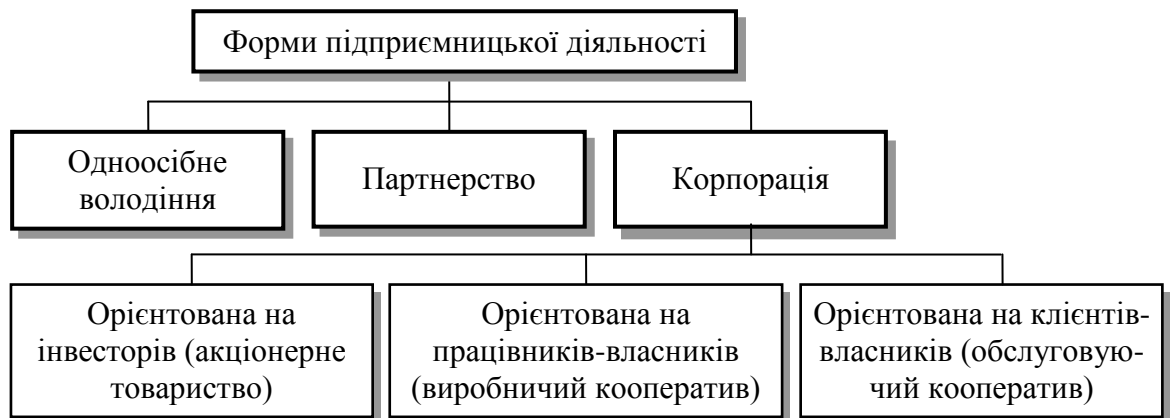 Форми підприємницької діяльності
Одноосібне
володіння
Партнерство
Корпорація
Орієнтована на
інвесторів (акціонерне
товариство)
Орієнтована на
працівників-власників
(виробничий кооператив)
Орієнтована на клієнтів-
власників (обслуговую-
чий кооператив)